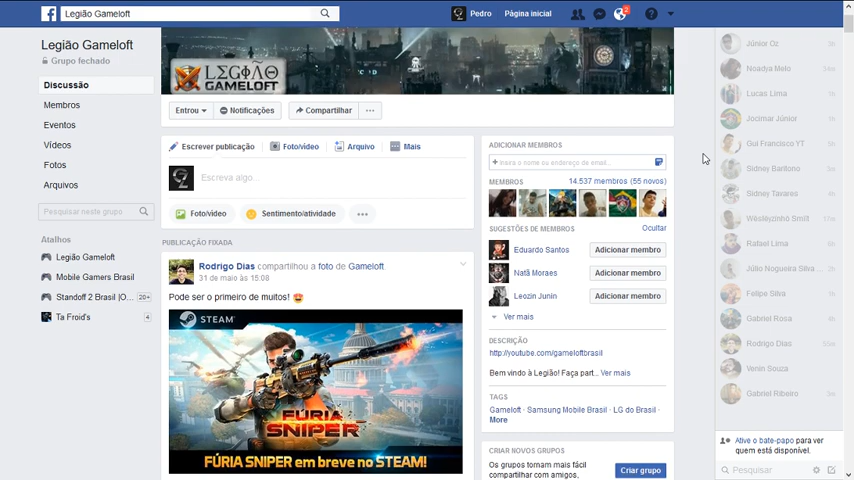 Legião Gameloft
Pedro
Página inicial
2
Legião Gameloft
Grupo fechado
Discussão
Membros
Eventos
Vídeos
Fotos
Arquivos
Pesquisar neste grupo
Atalhos
Legião Gameloft
Mobile Gamers Brasil
Standoff 2 Brasil |O... 20+
Ta Froid's 4
LEGIÃO
GAMELOFT
Entrou
Notificações
Compartilhar
Escrever publicação
Foto/vídeo
Arquivo
Mais
Escreva algo...
Foto/vídeo
Sentimento/atividade
PUBLICAÇÃO FIXADA
Rodrigo Dias compartilhou a foto de Gameloft
31 de maio às 15:08
Pode ser o primeiro de muitos!
STEAM
FÚRIA
SNIPER
FÚRIA SNIPER em breve no STEAM!
ADICIONAR MEMBROS
Insira o nome ou endereço de email...
MEMBROS
14.537 membros (55 novos)
SUGESTÕES DE MEMBROS
Ocultar
Eduardo Santos
Adicionar membro
Natã Moraes
Adicionar membro
Leozin Junin
Adicionar membro
Ver mais
DESCRIÇÃO
http://youtube.com/gameloftbrasil
Bem vindo à Legião! Faça part... Ver mais
TAGS
Gameloft · Samsung Mobile Brasil · LG do Brasil ·
More
CRIAR NOVOS GRUPOS
Os grupos tornam mais fácil
compartilhar com amigos,
Criar grupo
Júnior Oz
Noadya Melo
Lucas Lima
Jocimar Júnior
Gui Francisco YT
Sidney Barítono
Sidney Tavares
Weslleyzinho Smit
Rafael Lima
Júlio Nogueira Silva ...
Fellipe Silva
Gabriel Rosa
Rodrigo Dias
Venin Souza
Gabriel Ribeiro
Ative o bate-papo para ver
quem está disponível.
Pesquisar